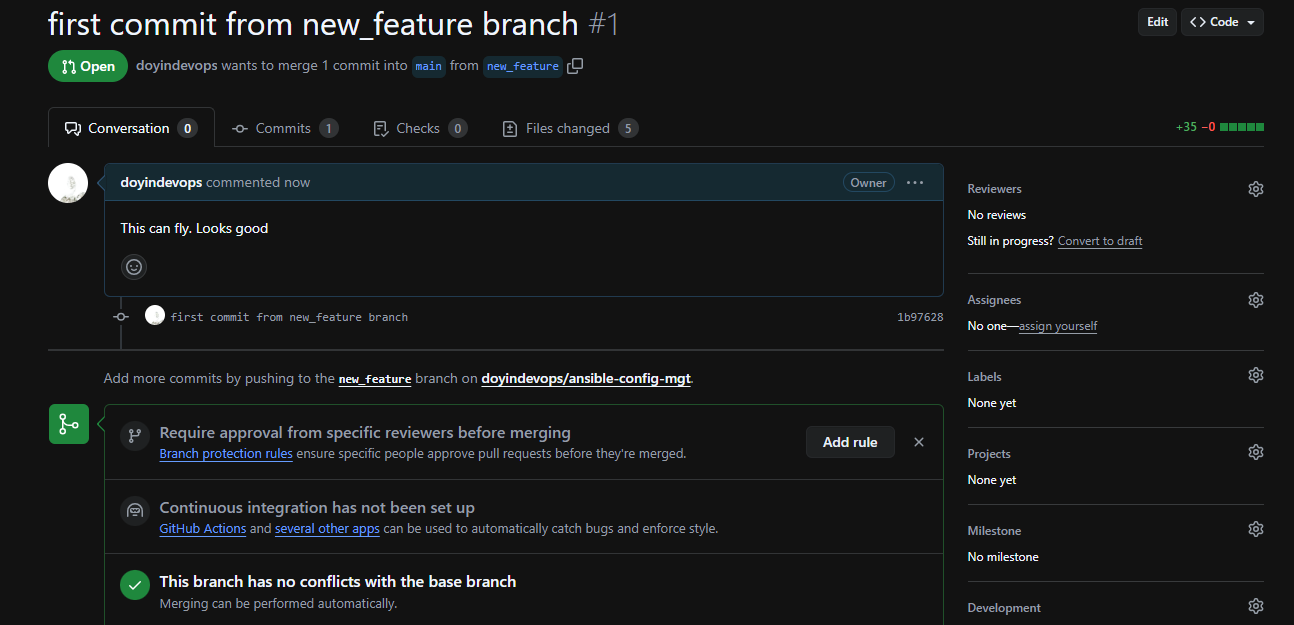 first commit from new_feature branch #1
Edit
Code
Open
doyindevops wants to merge 1 commit into main from new_feature
Conversation 0
Commits 1
Checks 0
Files changed 5
+35 −0
doyindevops commented now
Owner
This can fly. Looks good
first commit from new_feature branch
1b97628
Add more commits by pushing to the new_feature branch on doyindevops/ansible-config-mgt.
Require approval from specific reviewers before merging
Branch protection rules ensure specific people approve pull requests before they're merged.
Add rule
Continuous integration has not been set up
GitHub Actions and several other apps can be used to automatically catch bugs and enforce style.
This branch has no conflicts with the base branch
Merging can be performed automatically.
Reviewers
No reviews
Still in progress? Convert to draft
Assignees
No one—assign yourself
Labels
None yet
Projects
None yet
Milestone
No milestone
Development